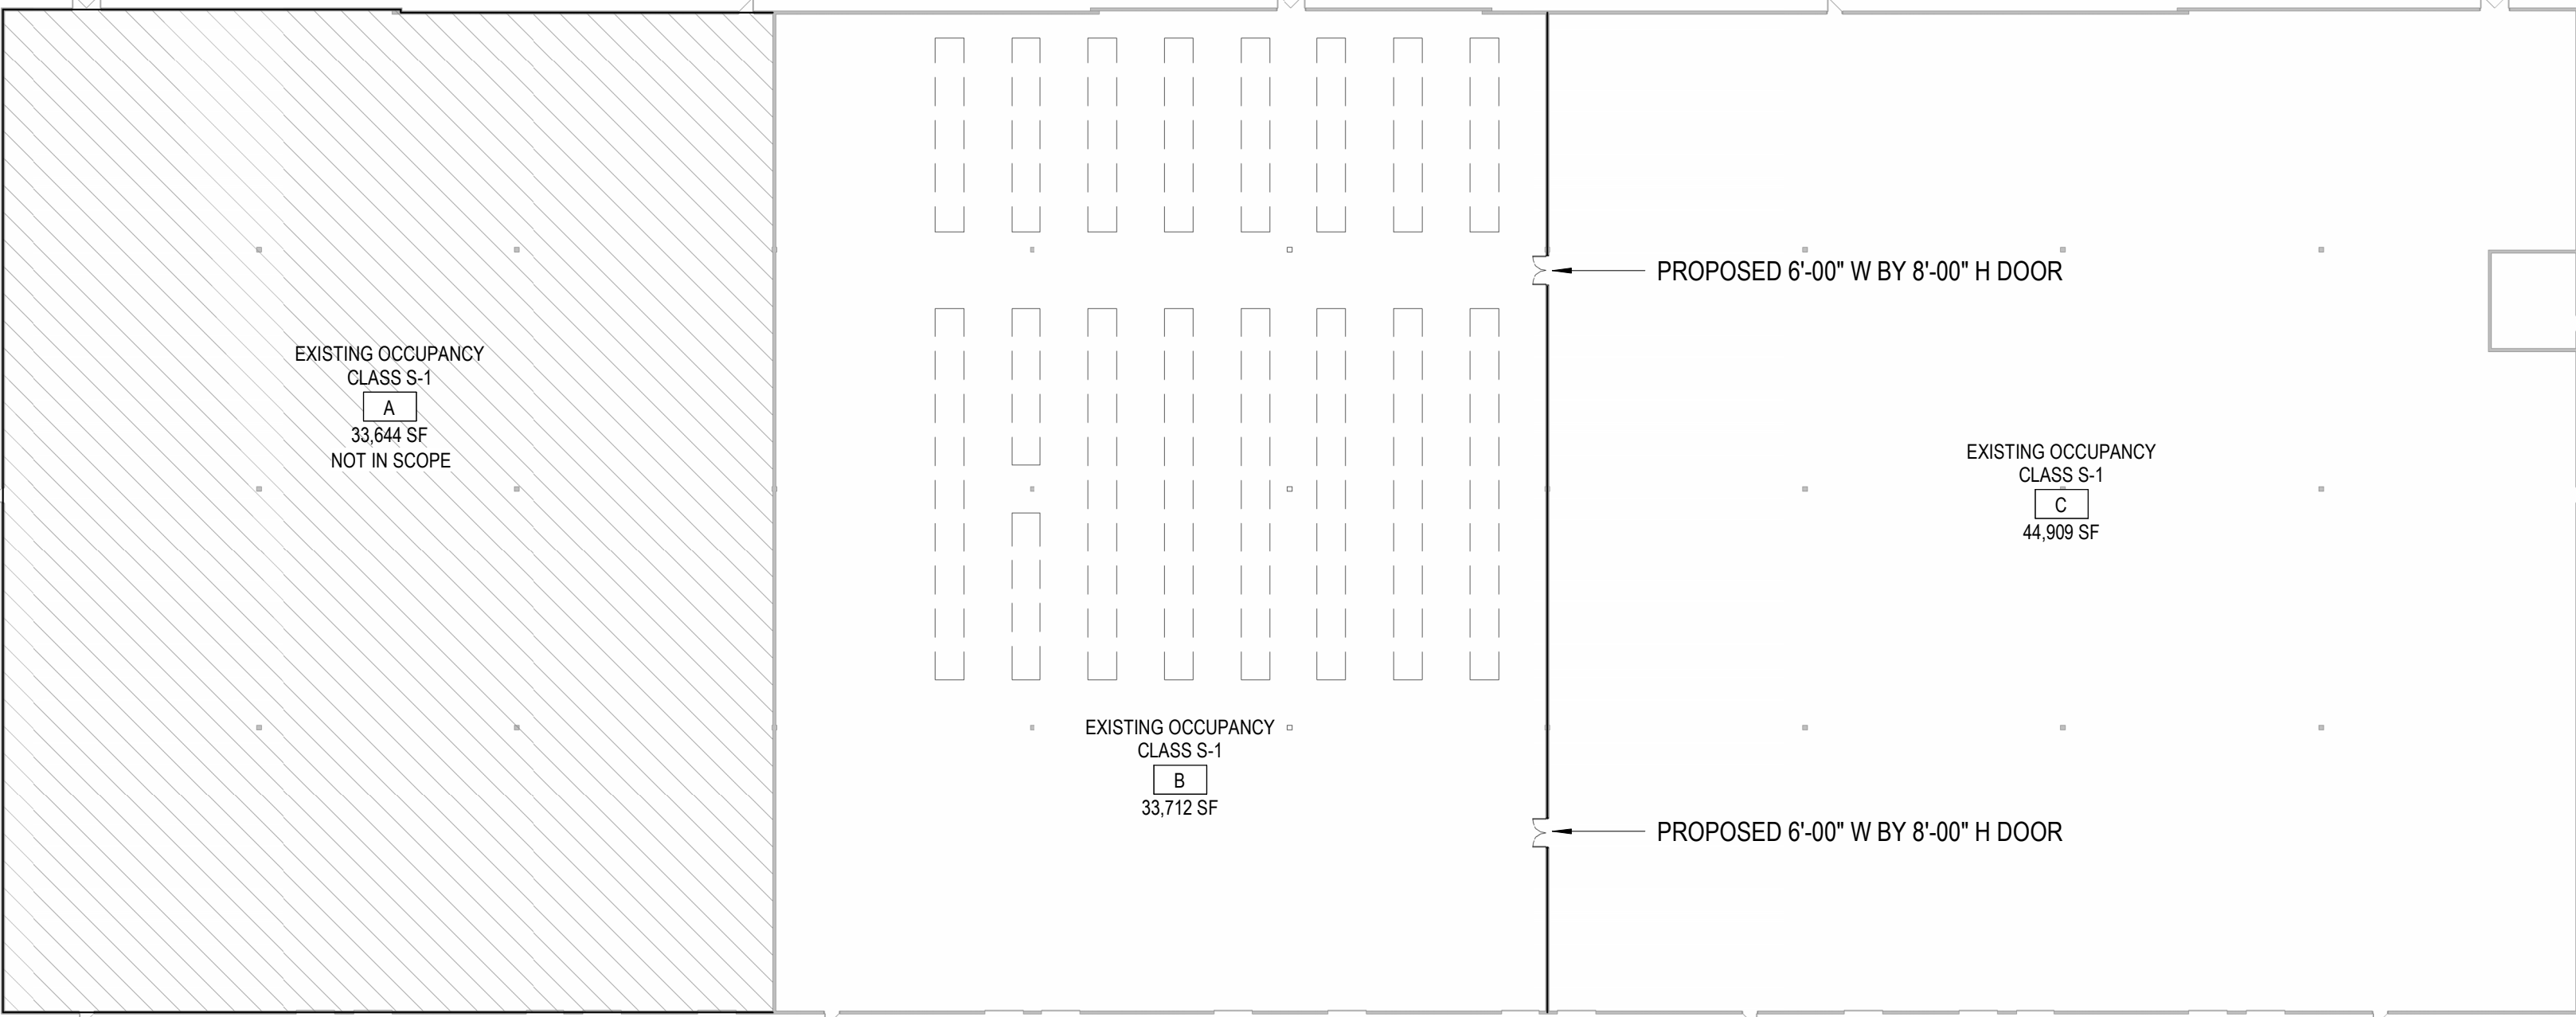 PROPOSED 6'-00" W BY 8'-00" H DOOR
EXISTING OCCUPANCY
CLASS S-1
A
33,644 SF
NOT IN SCOPE
EXISTING OCCUPANCY
CLASS S-1
C
44,909 SF
EXISTING OCCUPANCY
CLASS S-1
B
33,712 SF
PROPOSED 6'-00" W BY 8'-00" H DOOR